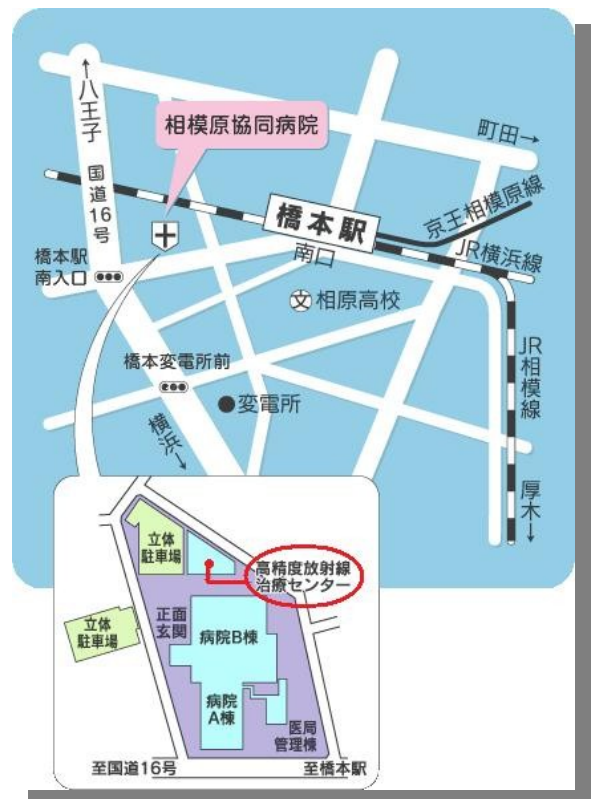 ↑八王子
国道16号
相模原協同病院
町田→
京王相模原線
橋本駅
JR横浜線
南口
橋本駅
南入口
文
相原高校
JR相模線
橋本変電所前
変電所
横浜→
厚木→
立体
駐車場
高精度放射線
治療センター
正面
玄関
病院B棟
立体
駐車場
病院
A棟
医局
管理棟
至国道16号
至橋本駅